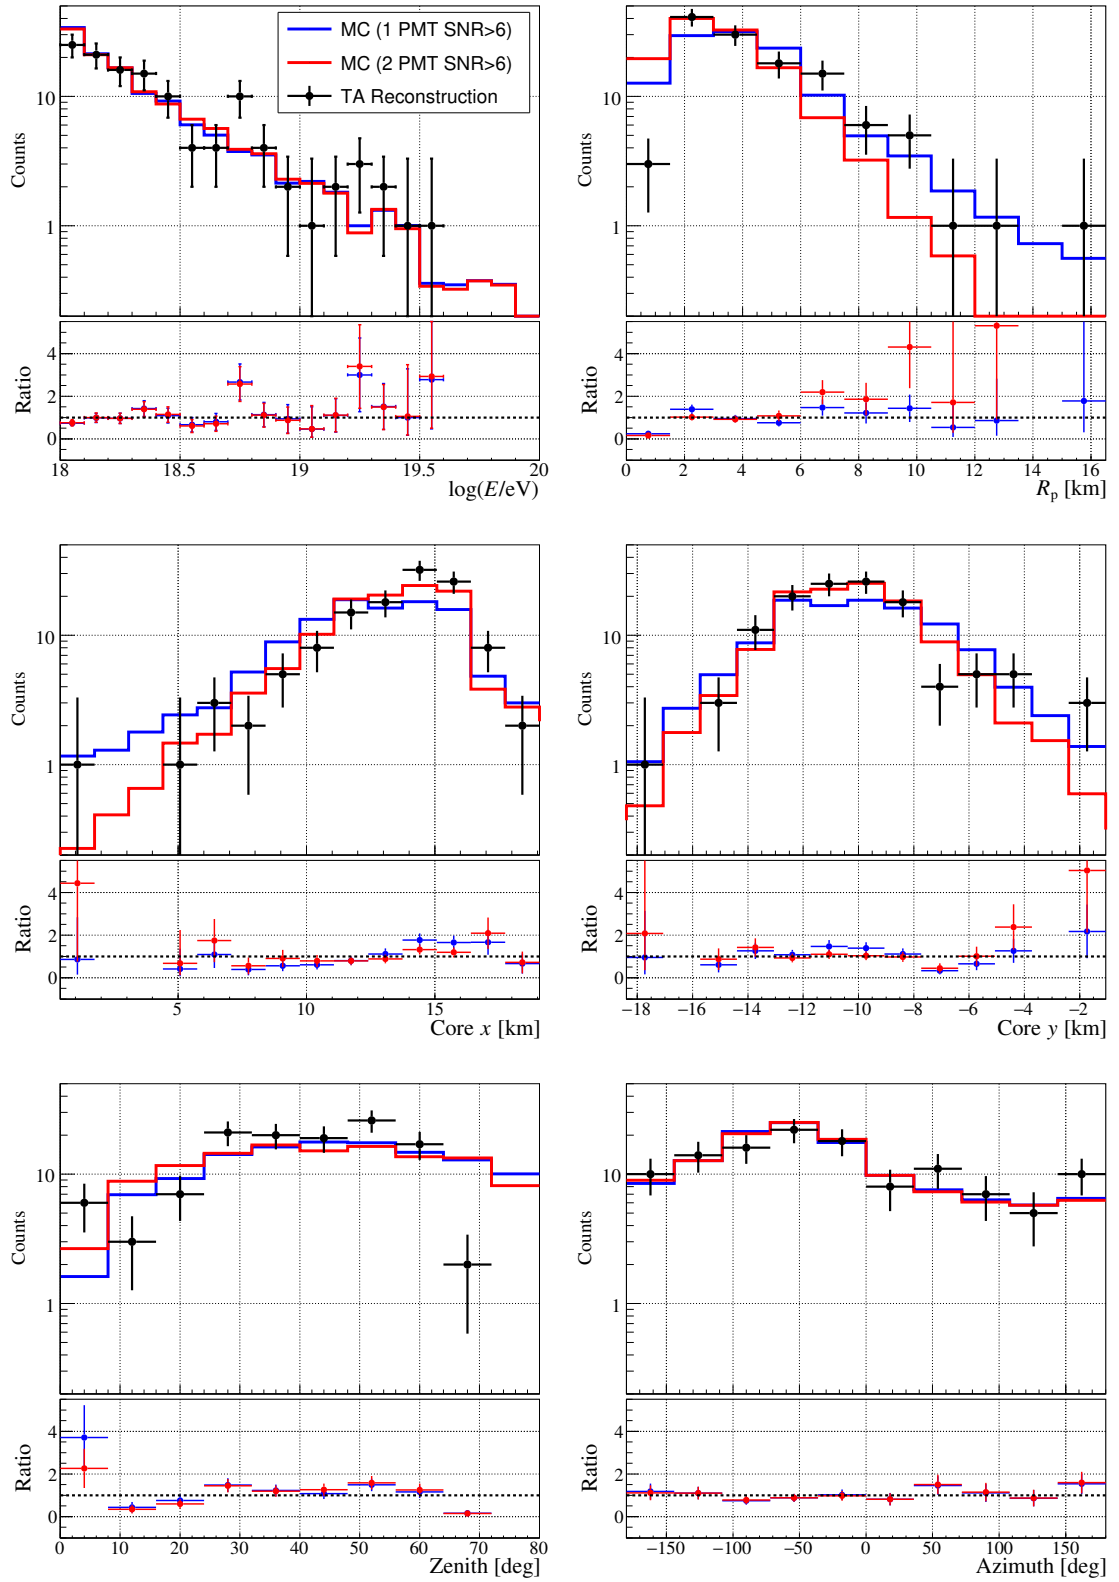 MC (1 PMT SNR>6)
MC (2 PMT SNR>6)
TA Reconstruction
Counts
10
1
Ratio
4
2
0
18 18.5 19 19.5 20
log(E/eV)
Counts
10
1
Ratio
4
2
0
0 2 4 6 8 10 12 14 16
Rp [km]
Counts
10
1
Ratio
4
2
0
5 10 15
Core x [km]
Counts
10
1
Ratio
4
2
0
−18 −16 −14 −12 −10 −8 −6 −4 −2
Core y [km]
Counts
10
1
Ratio
4
2
0
0 10 20 30 40 50 60 70 80
Zenith [deg]
Counts
10
1
Ratio
4
2
0
−150 −100 −50 0 50 100 150
Azimuth [deg]